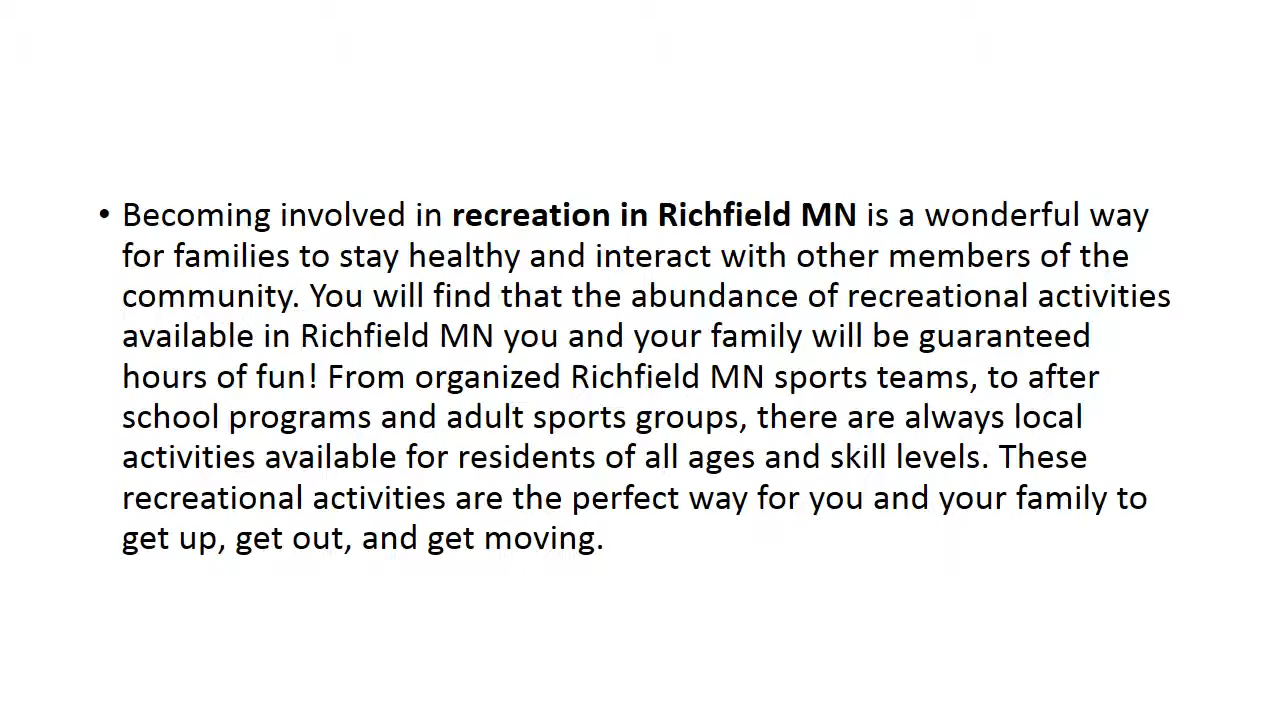 • Becoming involved in recreation in Richfield MN is a wonderful way
for families to stay healthy and interact with other members of the
community. You will find that the abundance of recreational activities
available in Richfield MN you and your family will be guaranteed
hours of fun! From organized Richfield MN sports teams, to after
school programs and adult sports groups, there are always local
activities available for residents of all ages and skill levels. These
recreational activities are the perfect way for you and your family to
get up, get out, and get moving.